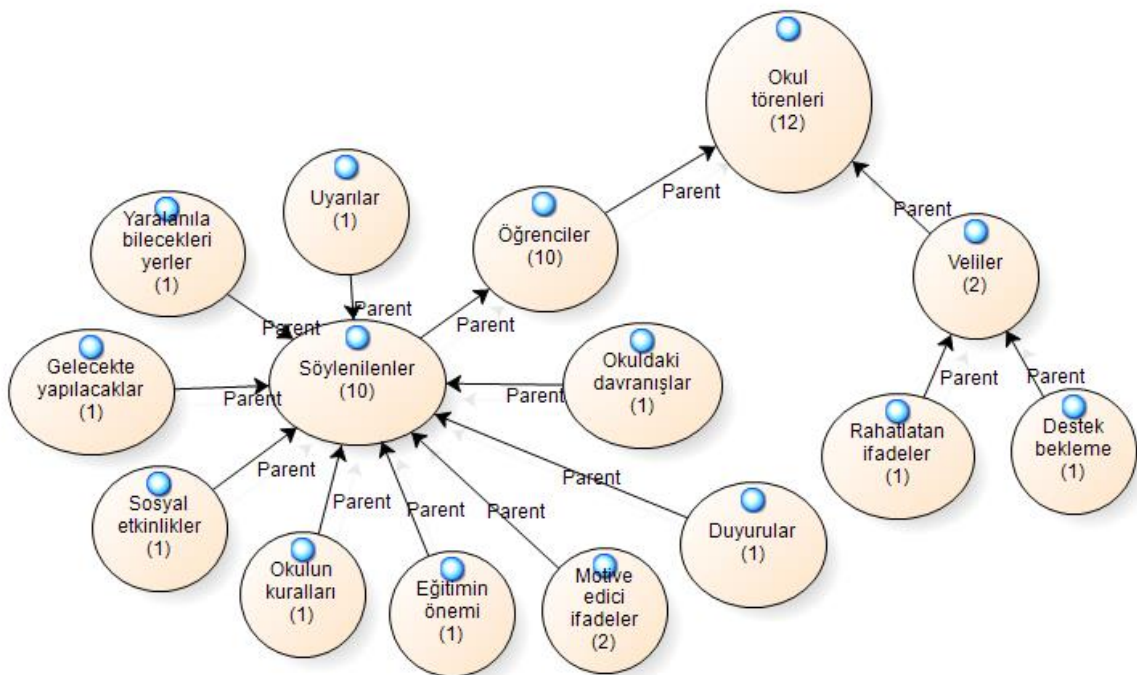 Okul
törenleri
(12)
Parent
Parent
Uyarılar
(1)
Öğrenciler
(10)
Veliler
(2)
Yaralanıla
bilecekleri
yerler
(1)
Parent
Parent
Parent
Söylenilenler
(10)
Gelecekte
yapılacaklar
(1)
Parent
Okuldaki
davranışlar
(1)
Parent
Parent
Parent
Rahatlatan
ifadeler
(1)
Destek
bekleme
(1)
Sosyal
etkinlikler
(1)
Parent
Okulun
kuralları
(1)
Parent
Eğitimin
önemi
(1)
Parent
Motive
edici
ifadeler
(2)
Parent
Duyurular
(1)
Parent